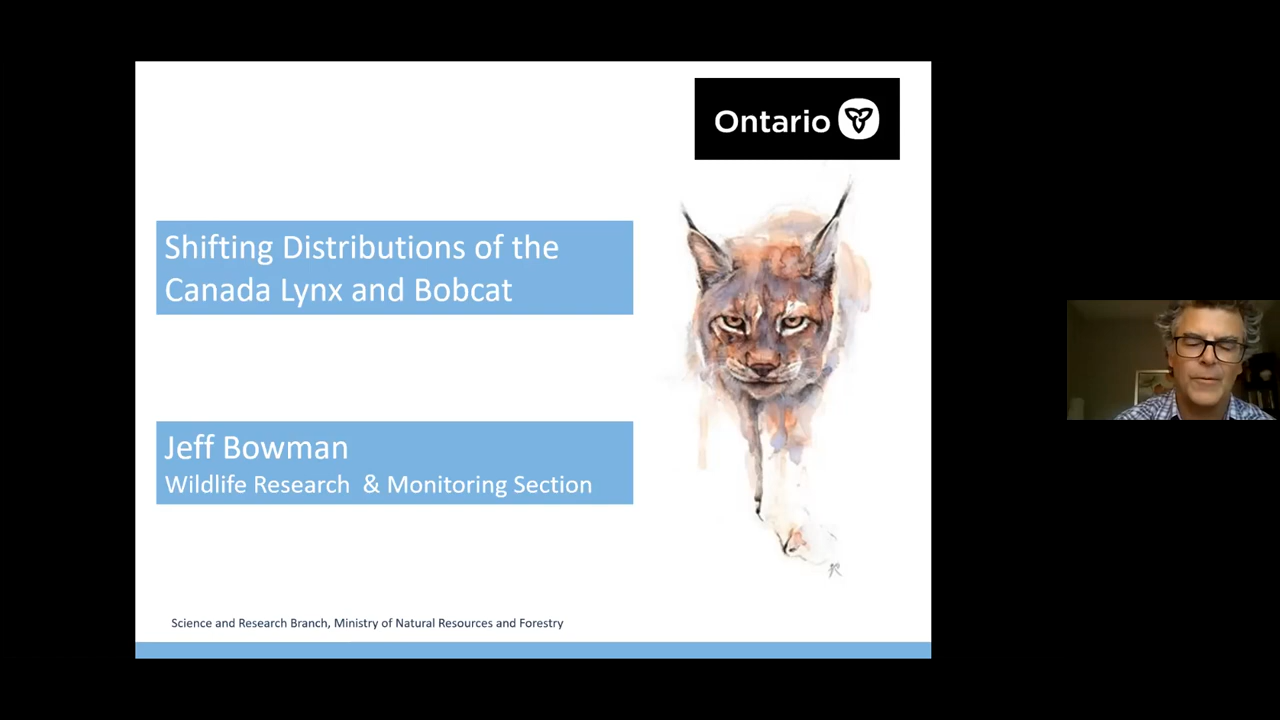 Ontario
Shifting Distributions of the
Canada Lynx and Bobcat
Jeff Bowman
Wildlife Research & Monitoring Section
Science and Research Branch, Ministry of Natural Resources and Forestry